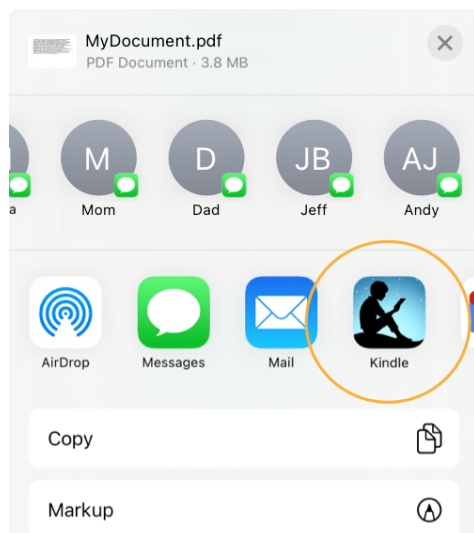 MyDocument.pdf
PDF Document · 3.8 MB
M D JB AJ
a Mom Dad Jeff Andy
AirDrop Messages Mail Kindle
Copy
Markup